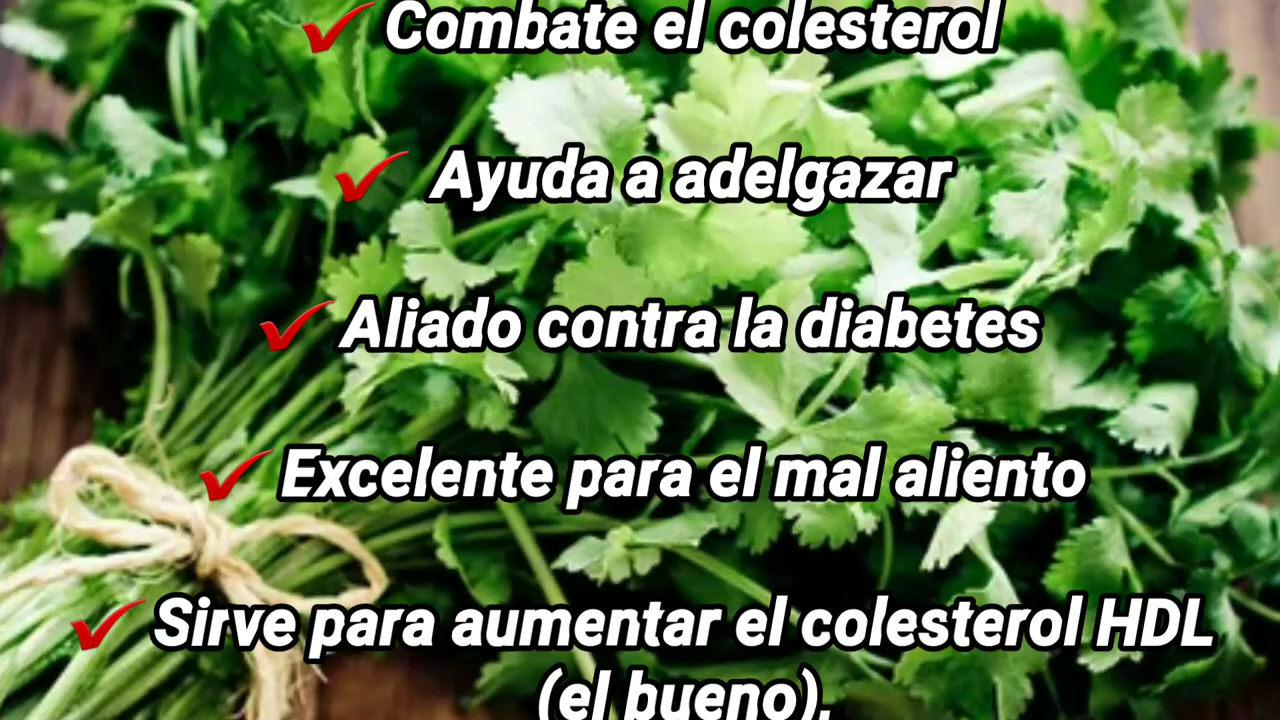 ✓ Combate el colesterol
✓ Ayuda a adelgazar
✓ Aliado contra la diabetes
✓ Excelente para el mal aliento
✓ Sirve para aumentar el colesterol HDL
(el bueno).